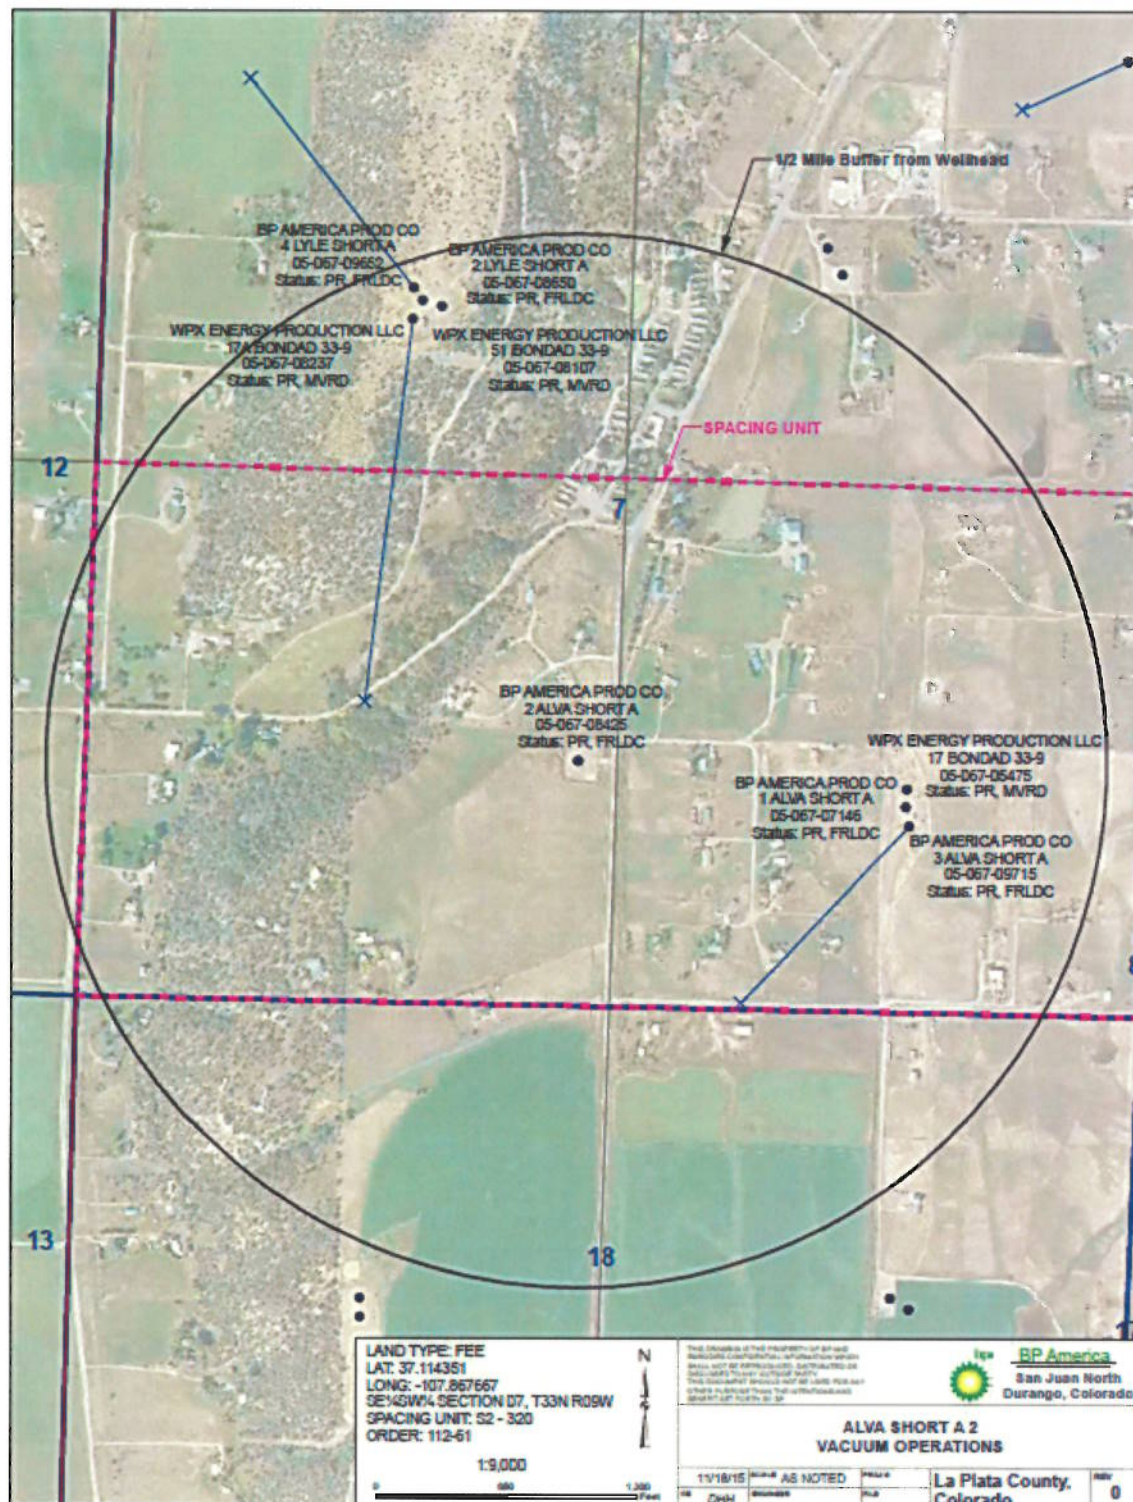 1/2 Mile Buffer from Wellhead
BP AMERICA PROD CO
4 LYLE SHORT A
05-067-09652
Status: PR, FRLDC
BP AMERICA PROD CO
2 LYLE SHORT A
05-067-08650
Status: PR, FRLDC
WPX ENERGY PRODUCTION LLC
17A BONDAD 33-9
05-067-08237
Status: PR, MVRD
WPX ENERGY PRODUCTION LLC
51 BONDAD 33-9
05-067-08107
Status: PR, MVRD
SPACING UNIT
12
7
BP AMERICA PROD CO
2 ALVA SHORT A
05-067-08425
Status: PR, FRLDC
WPX ENERGY PRODUCTION LLC
17 BONDAD 33-9
05-067-05475
Status: PR, MVRD
BP AMERICA PROD CO
1 ALVA SHORT A
05-067-07146
Status: PR, FRLDC
BP AMERICA PROD CO
3 ALVA SHORT A
05-067-09715
Status: PR, FRLDC
8
13
18
LAND TYPE: FEE
LAT: 37.114351
LONG: -107.867667
SE¼SW¼ SECTION 07, T33N R09W
SPACING UNIT: S2 - 320
ORDER: 112-61
N
1:9,000
0
1,300
Feet
bp
BP America
San Juan North
Durango, Colorado
ALVA SHORT A 2
VACUUM OPERATIONS
11/18/15
SCALE AS NOTED
La Plata County,
Colorado
REV
0